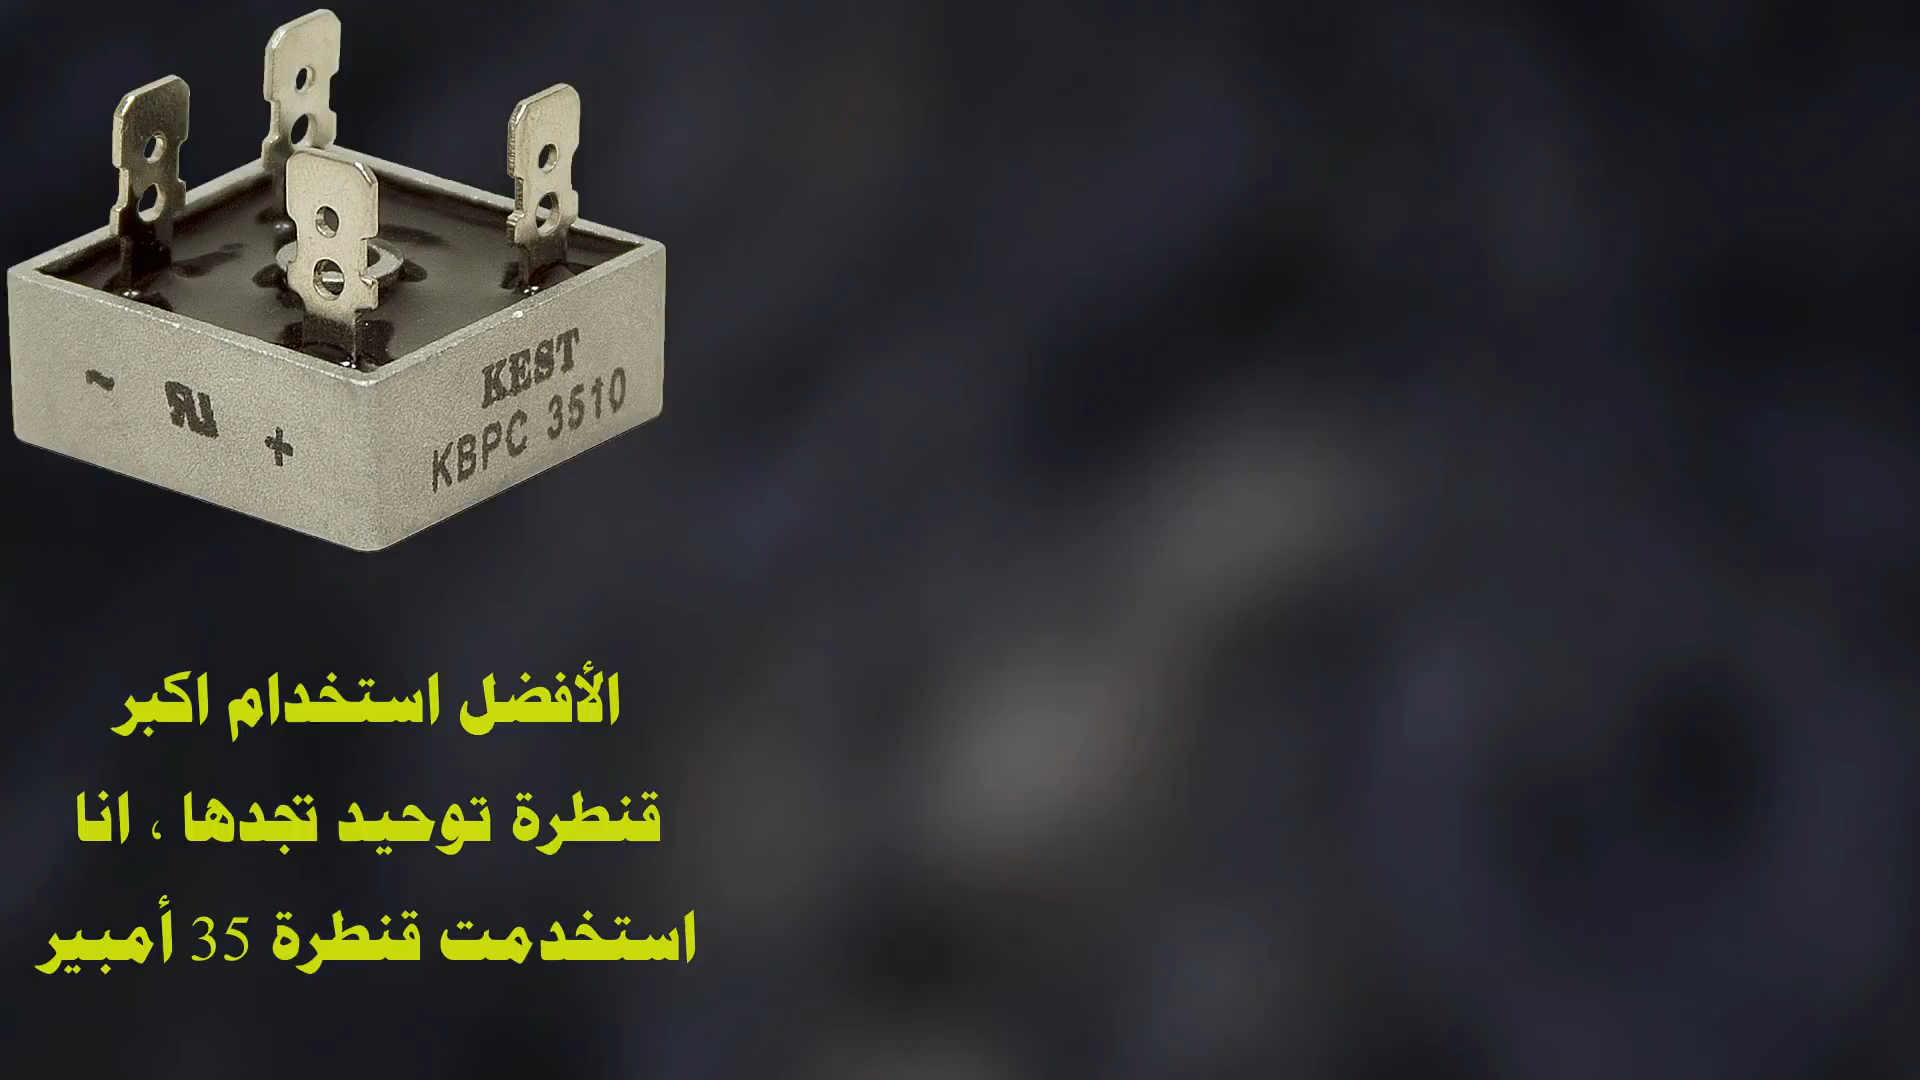 ~ + KEST
KBPC 3510
الأفضل استخدام اكبر
قنطرة توحيد تجدها ، انا
استخدمت قنطرة 35 أمبير